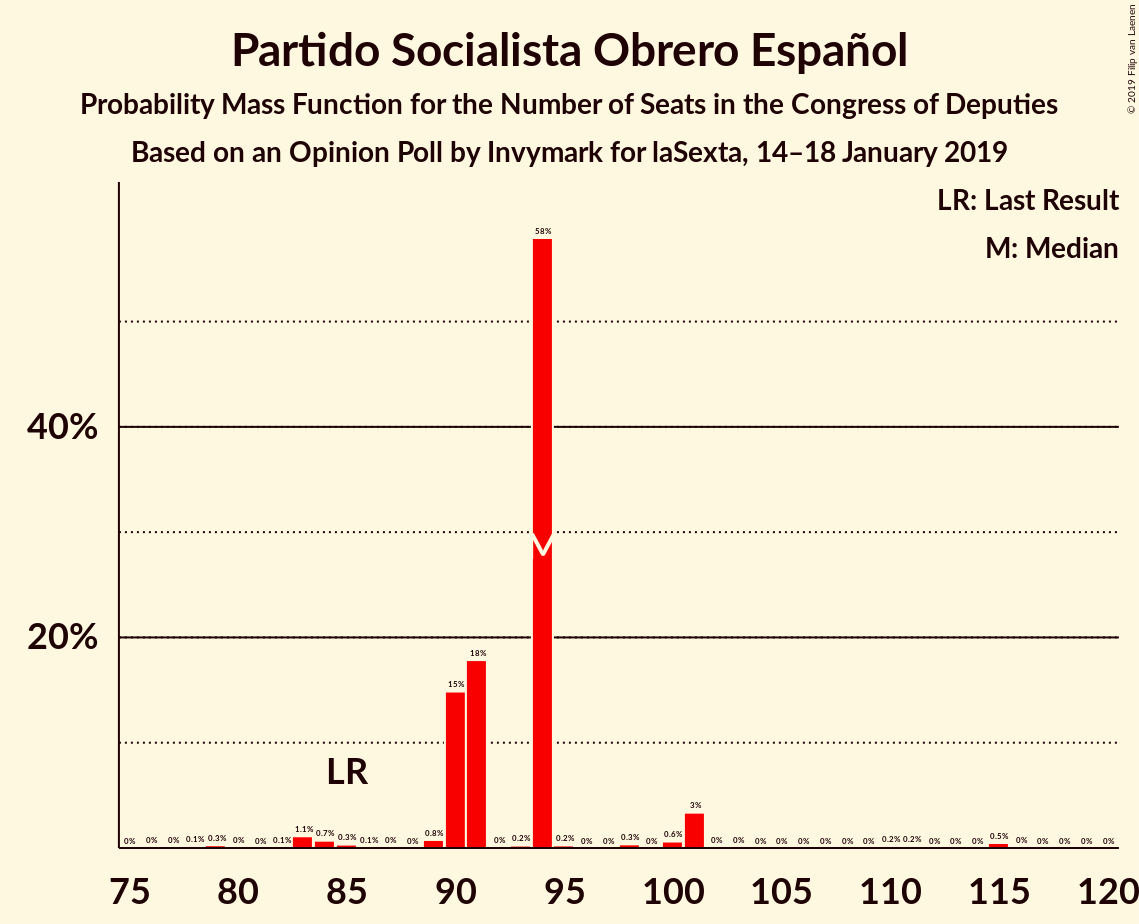 Partido Socialista Obrero Español
Probability Mass Function for the Number of Seats in the Congress of Deputies
Based on an Opinion Poll by Invymark for laSexta, 14–18 January 2019
© 2019 Filip van Laenen
LR: Last Result
M: Median
40%
20%
LR
0% 0% 0% 0.1% 0.3% 0% 0% 0.1% 1.1% 0.7% 0.3% 0.1% 0% 0% 0.8% 15% 18% 0% 0.2% 58% 0.2% 0% 0% 0.3% 0% 0.6% 3% 0% 0% 0% 0% 0% 0% 0% 0% 0.2% 0.2% 0% 0% 0% 0.5% 0% 0% 0% 0% 0%
75 80 85 90 95 100 105 110 115 120